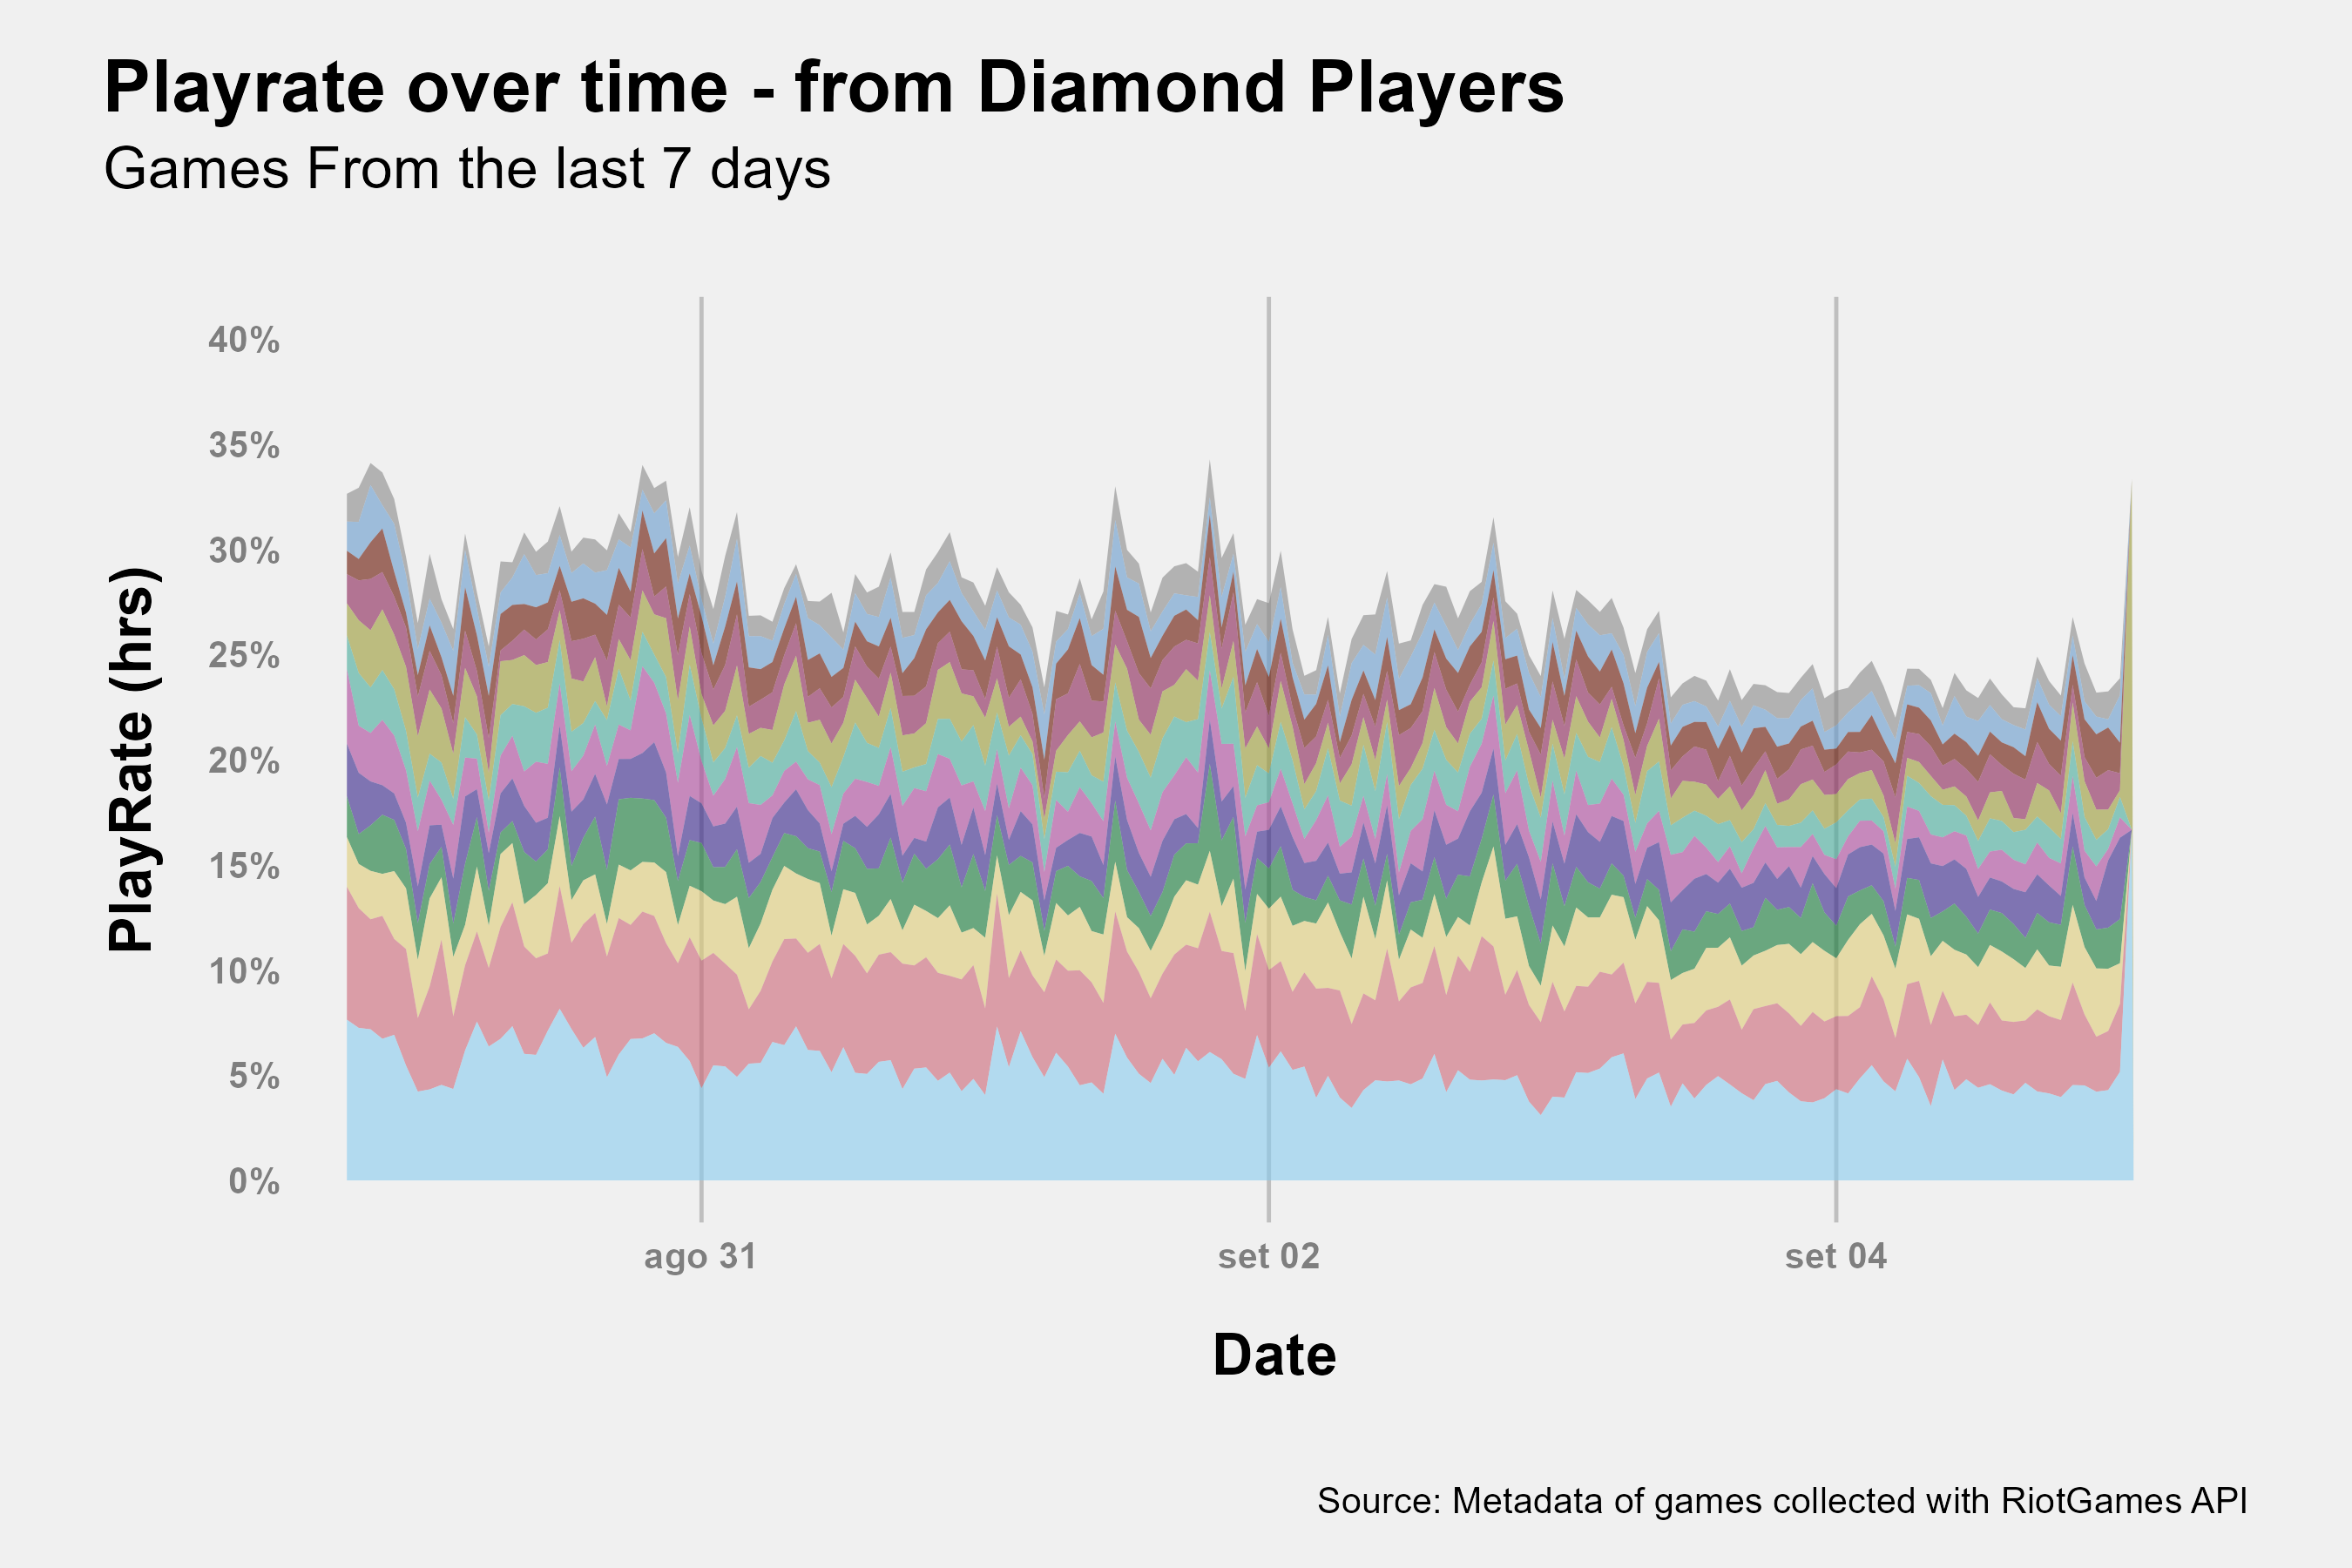 Playrate over time - from Diamond Players
Games From the last 7 days
40%
35%
30%
25%
20%
15%
10%
5%
0%
PlayRate (hrs)
ago 31
set 02
set 04
Date
Source: Metadata of games collected with RiotGames API